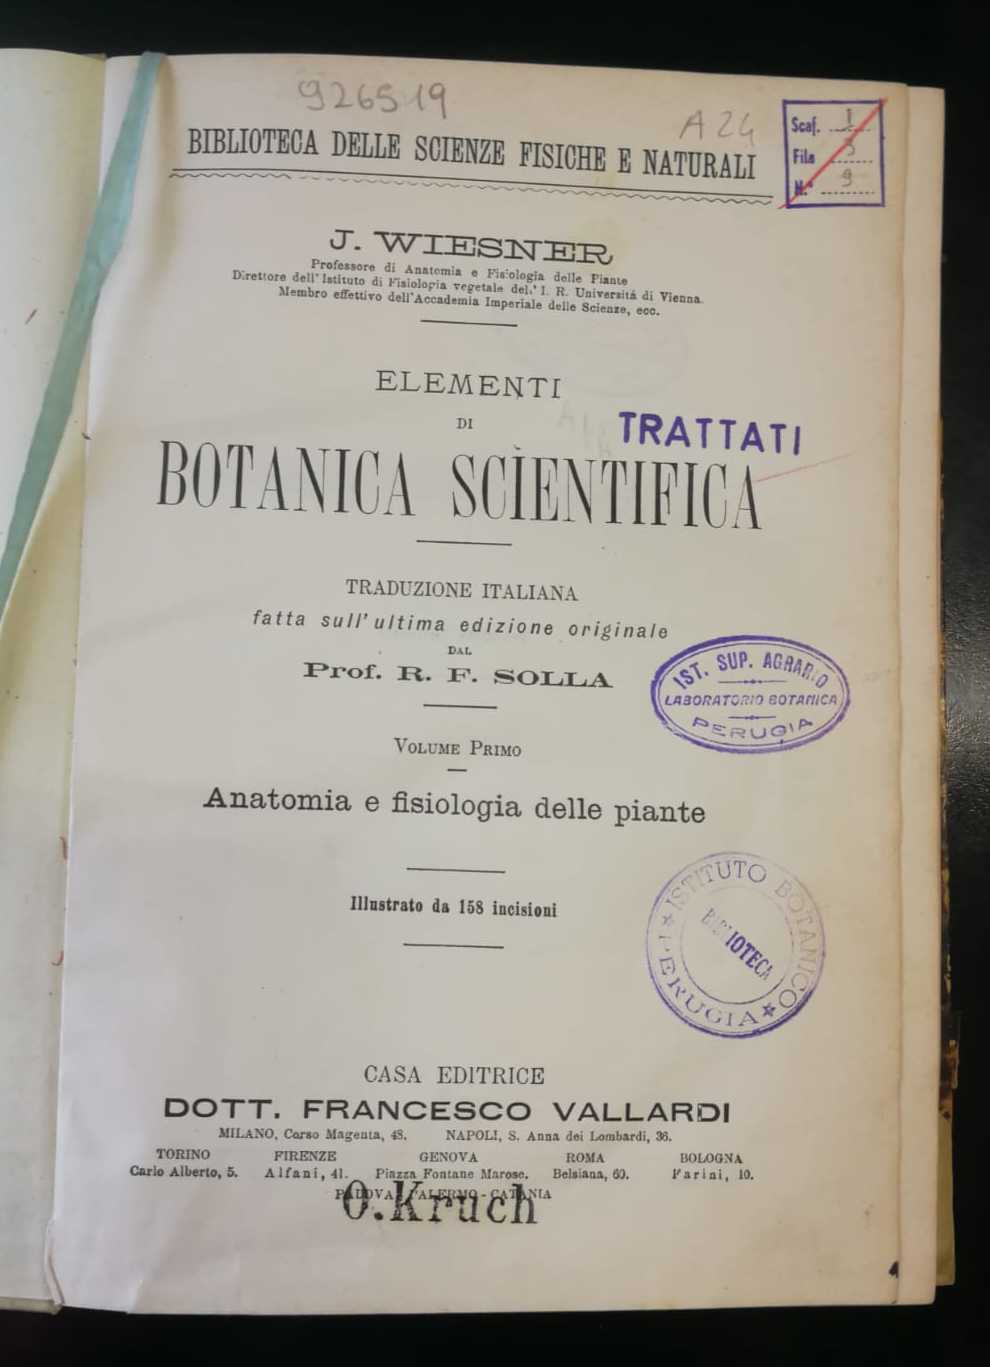 926519
A 24
Scaf. 1
Fila 3
N.° 9
BIBLIOTECA DELLE SCIENZE FISICHE E NATURALI
J. WIESNER
Professore di Anatomia e Fisiologia delle Piante
Direttore dell'Istituto di Fisiologia vegetale dell'I. R. Università di Vienna.
Membro effettivo dell'Accademia Imperiale delle Scienze, ecc.
ELEMENTI
DI
TRATTATI
BOTANICA SCIENTIFICA
TRADUZIONE ITALIANA
fatta sull'ultima edizione originale
DAL
Prof. R. F. SOLLA
IST. SUP. AGRARIO
LABORATORIO BOTANICA
PERUGIA
VOLUME PRIMO
Anatomia e fisiologia delle piante
Illustrato da 158 incisioni
ISTITUTO BOTANICO
BIBLIOTECA
PERUGIA
CASA EDITRICE
DOTT. FRANCESCO VALLARDI
MILANO, Corso Magenta, 48. NAPOLI, S. Anna dei Lombardi, 36.
TORINO FIRENZE GENOVA ROMA BOLOGNA
Carlo Alberto, 5. Alfani, 41. Piazza Fontane Marose. Belsiana, 60. Farini, 10.
PADOVA - PALERMO - CATANIA
O. Kruch